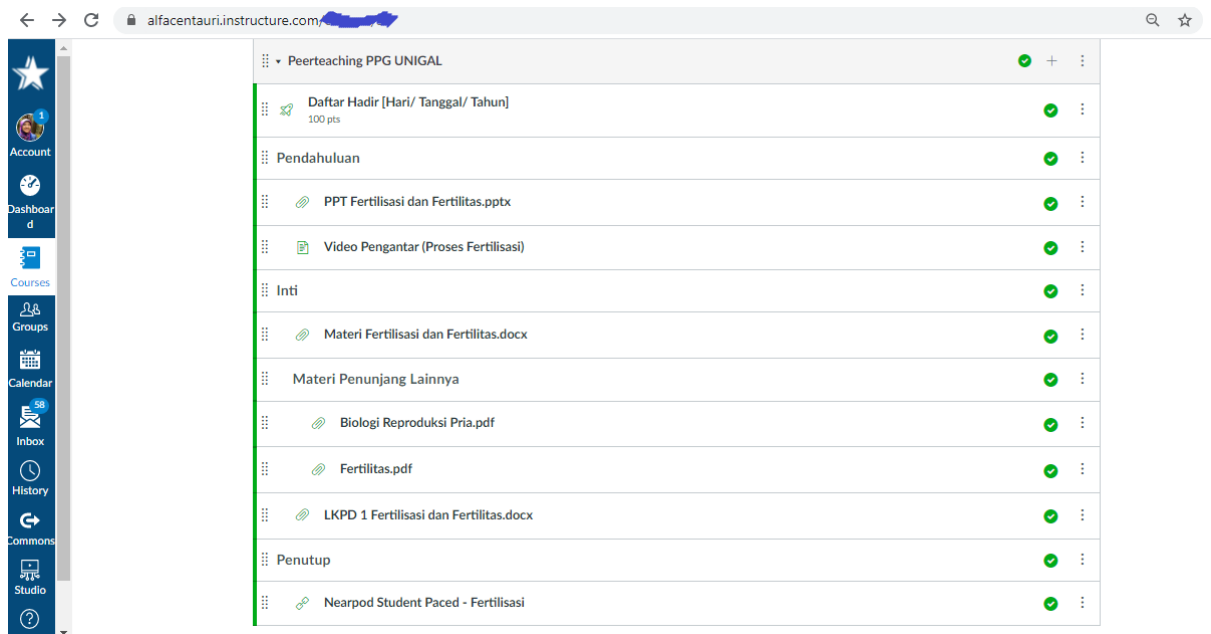 alfacentauri.instructure.com/
Peerteaching PPG UNIGAL
Daftar Hadir [Hari/ Tanggal/ Tahun]
100 pts
Pendahuluan
PPT Fertilisasi dan Fertilitas.pptx
Video Pengantar (Proses Fertilisasi)
Inti
Materi Fertilisasi dan Fertilitas.docx
Materi Penunjang Lainnya
Biologi Reproduksi Pria.pdf
Fertilitas.pdf
LKPD 1 Fertilisasi dan Fertilitas.docx
Penutup
Nearpod Student Paced - Fertilisasi
1
Account
Dashboar
d
Courses
Groups
Calendar
58
Inbox
History
Commons
Studio